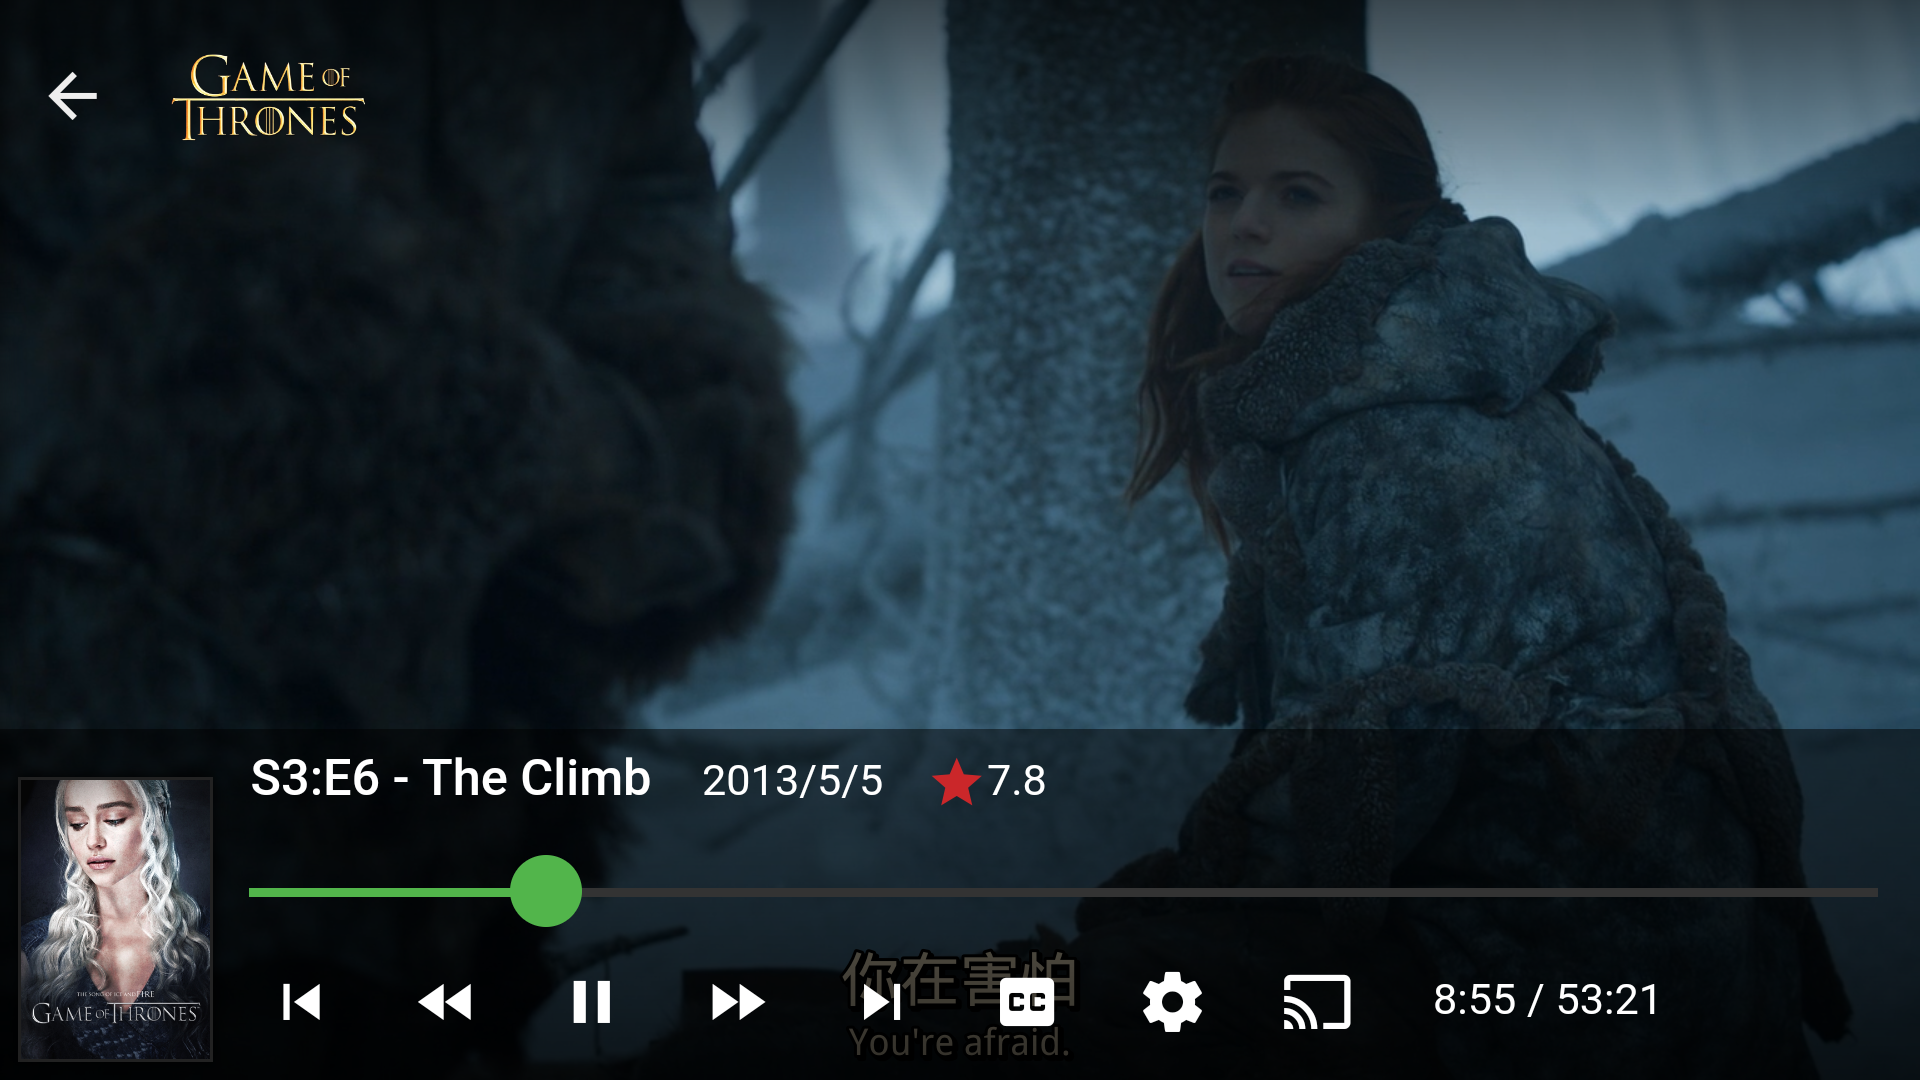 GAME OF
THRONES
S3:E6 - The Climb 2013/5/5 7.8
THE SONG OF ICE AND FIRE
GAME OF THRONES
你在害怕
CC
8:55 / 53:21
You're afraid.